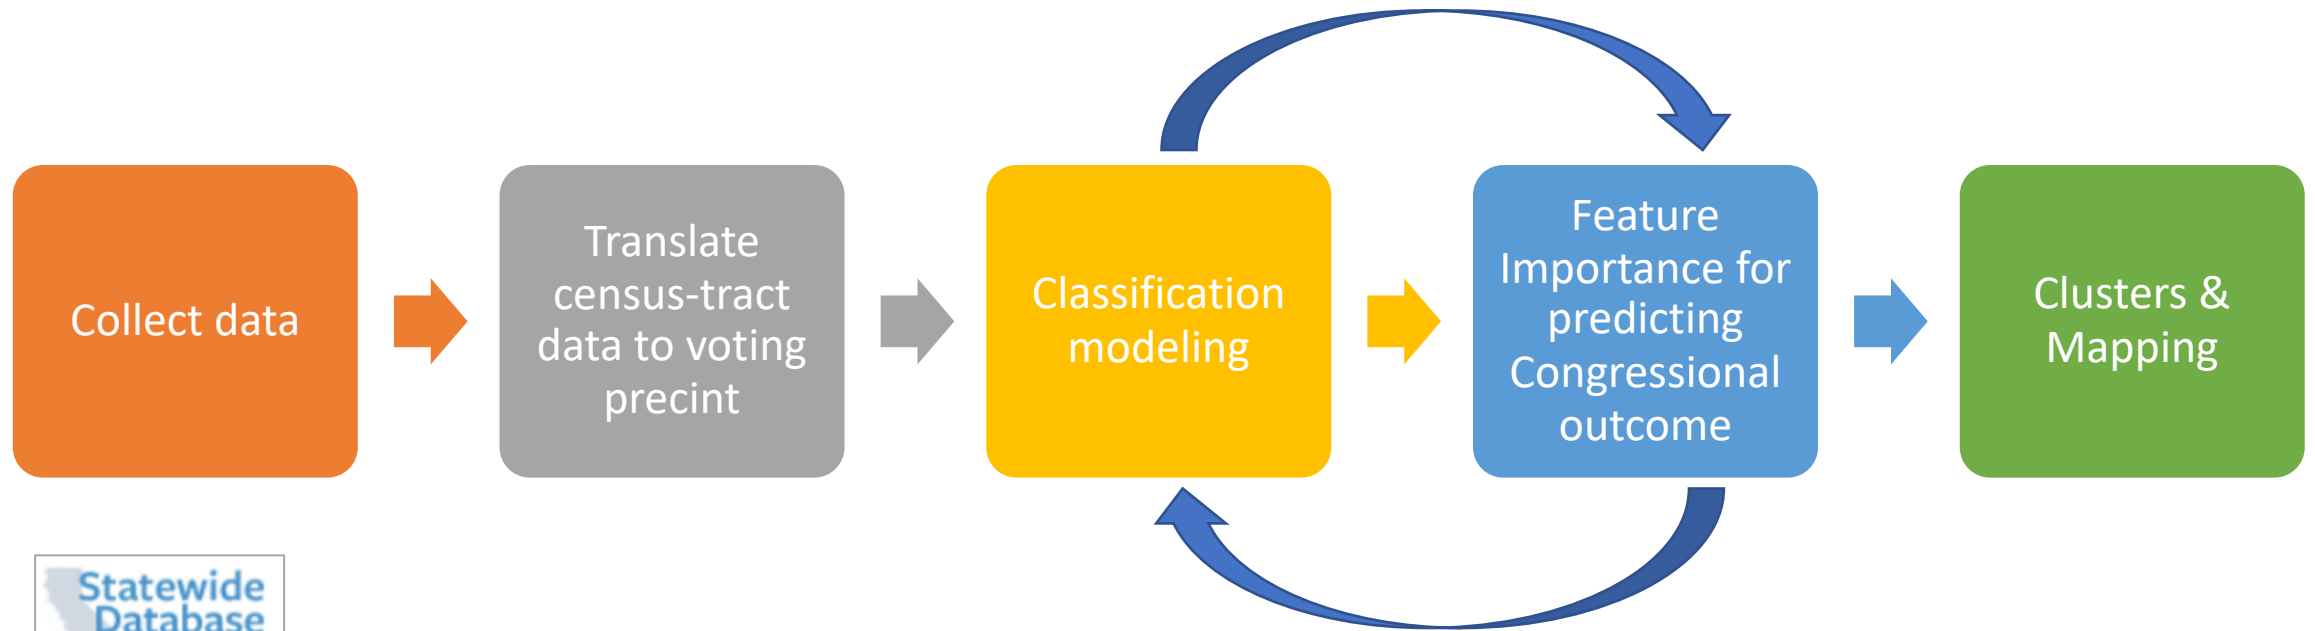 Collect data
Translate
census-tract
data to voting
precint
Classification
modeling
Feature
Importance for
predicting
Congressional
outcome
Clusters &
Mapping
Statewide
Database